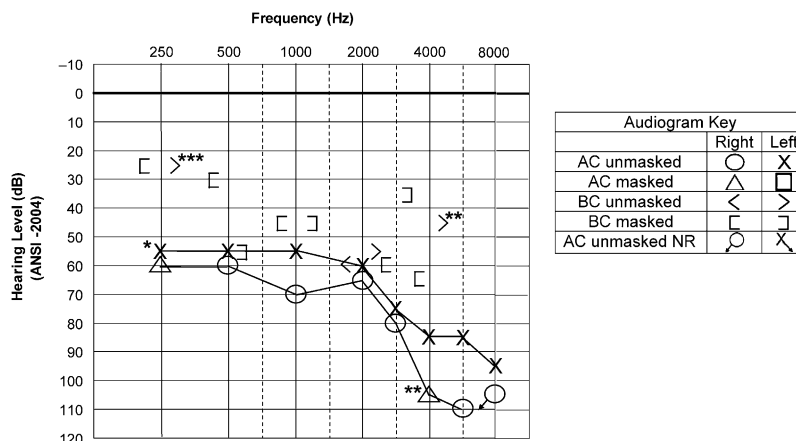 Frequency (Hz)
250 500 1000 2000 4000 8000
–10
0
10
20
30
40
50
60
70
80
90
100
110
120
Hearing Level (dB)
(ANSI -2004)
***
**
*
**
Audiogram Key
Right Left
AC unmasked
AC masked
BC unmasked
BC masked
AC unmasked NR